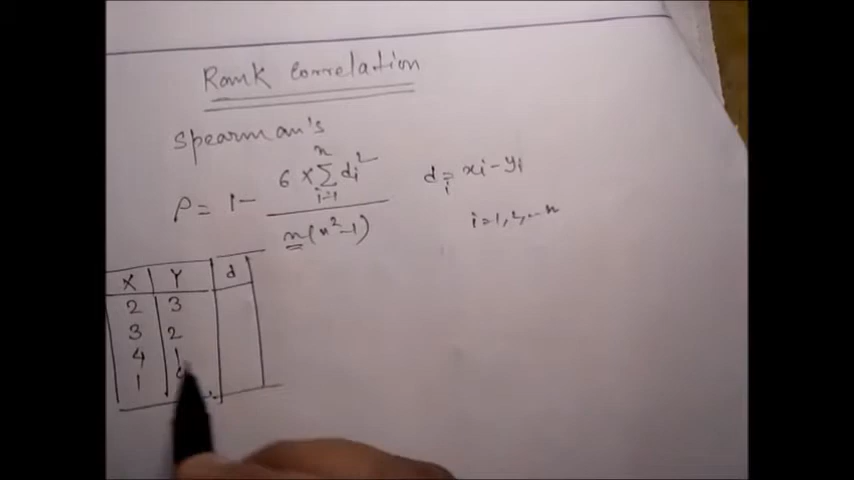 Rank Correlation
Spearman's
ρ = 1 - 6 × n∑i=1 di² / n(n²-1)
di = xi - yi
i = 1, 2, -- n
X Y d
2 3
3 2
4 1
1